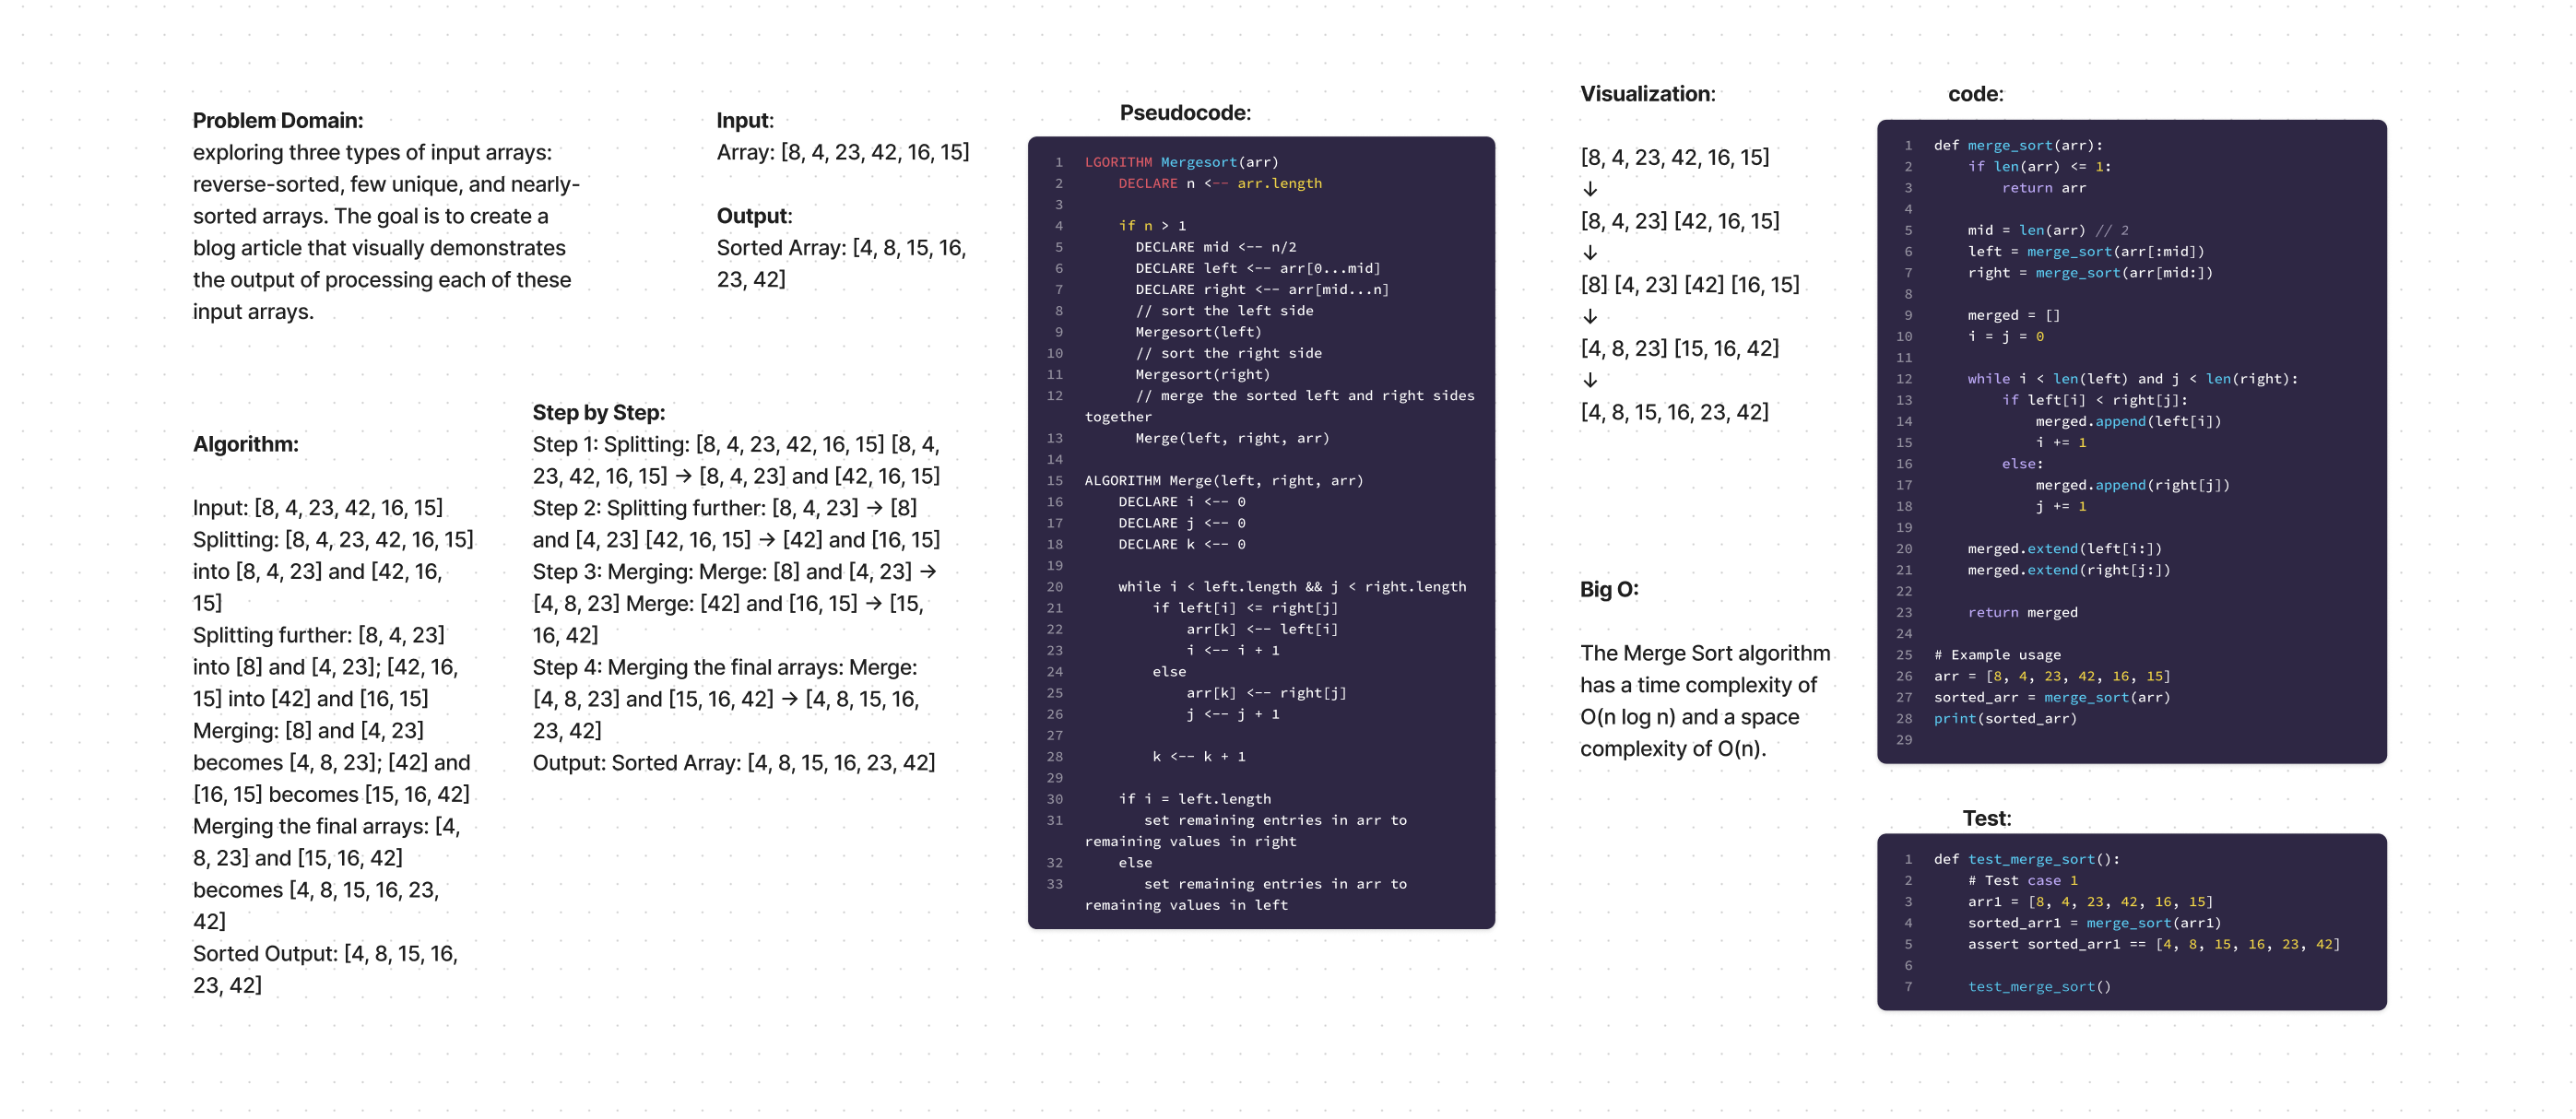 Problem Domain:
exploring three types of input arrays:
reverse-sorted, few unique, and nearly-
sorted arrays. The goal is to create a
blog article that visually demonstrates
the output of processing each of these
input arrays.
Input:
Array: [8, 4, 23, 42, 16, 15]
Output:
Sorted Array: [4, 8, 15, 16,
23, 42]
Algorithm:
Input: [8, 4, 23, 42, 16, 15]
Splitting: [8, 4, 23, 42, 16, 15]
into [8, 4, 23] and [42, 16,
15]
Splitting further: [8, 4, 23]
into [8] and [4, 23]; [42, 16,
15] into [42] and [16, 15]
Merging: [8] and [4, 23]
becomes [4, 8, 23]; [42] and
[16, 15] becomes [15, 16, 42]
Merging the final arrays: [4,
8, 23] and [15, 16, 42]
becomes [4, 8, 15, 16, 23,
42]
Sorted Output: [4, 8, 15, 16,
23, 42]
Step by Step:
Step 1: Splitting: [8, 4, 23, 42, 16, 15] [8, 4,
23, 42, 16, 15] → [8, 4, 23] and [42, 16, 15]
Step 2: Splitting further: [8, 4, 23] → [8]
and [4, 23] [42, 16, 15] → [42] and [16, 15]
Step 3: Merging: Merge: [8] and [4, 23] →
[4, 8, 23] Merge: [42] and [16, 15] → [15,
16, 42]
Step 4: Merging the final arrays: Merge:
[4, 8, 23] and [15, 16, 42] → [4, 8, 15, 16,
23, 42]
Output: Sorted Array: [4, 8, 15, 16, 23, 42]
Pseudocode:
1 LGORITHM Mergesort(arr)
2     DECLARE n <-- arr.length
3
4     if n > 1
5       DECLARE mid <-- n/2
6       DECLARE left <-- arr[0...mid]
7       DECLARE right <-- arr[mid...n]
8       // sort the left side
9       Mergesort(left)
10       // sort the right side
11       Mergesort(right)
12       // merge the sorted left and right sides
together
13       Merge(left, right, arr)
14
15 ALGORITHM Merge(left, right, arr)
16     DECLARE i <-- 0
17     DECLARE j <-- 0
18     DECLARE k <-- 0
19
20     while i < left.length && j < right.length
21         if left[i] <= right[j]
22             arr[k] <-- left[i]
23             i <-- i + 1
24         else
25             arr[k] <-- right[j]
26             j <-- j + 1
27
28         k <-- k + 1
29
30     if i = left.length
31        set remaining entries in arr to
remaining values in right
32     else
33        set remaining entries in arr to
remaining values in left
Visualization:
[8, 4, 23, 42, 16, 15]
↓
[8, 4, 23] [42, 16, 15]
↓
[8] [4, 23] [42] [16, 15]
↓
[4, 8, 23] [15, 16, 42]
↓
[4, 8, 15, 16, 23, 42]
Big O:
The Merge Sort algorithm
has a time complexity of
O(n log n) and a space
complexity of O(n).
code:
1 def merge_sort(arr):
2     if len(arr) <= 1:
3         return arr
4
5     mid = len(arr) // 2
6     left = merge_sort(arr[:mid])
7     right = merge_sort(arr[mid:])
8
9     merged = []
10     i = j = 0
11
12     while i < len(left) and j < len(right):
13         if left[i] < right[j]:
14             merged.append(left[i])
15             i += 1
16         else:
17             merged.append(right[j])
18             j += 1
19
20     merged.extend(left[i:])
21     merged.extend(right[j:])
22
23     return merged
24
25 # Example usage
26 arr = [8, 4, 23, 42, 16, 15]
27 sorted_arr = merge_sort(arr)
28 print(sorted_arr)
29
Test:
1 def test_merge_sort():
2     # Test case 1
3     arr1 = [8, 4, 23, 42, 16, 15]
4     sorted_arr1 = merge_sort(arr1)
5     assert sorted_arr1 == [4, 8, 15, 16, 23, 42]
6
7     test_merge_sort()